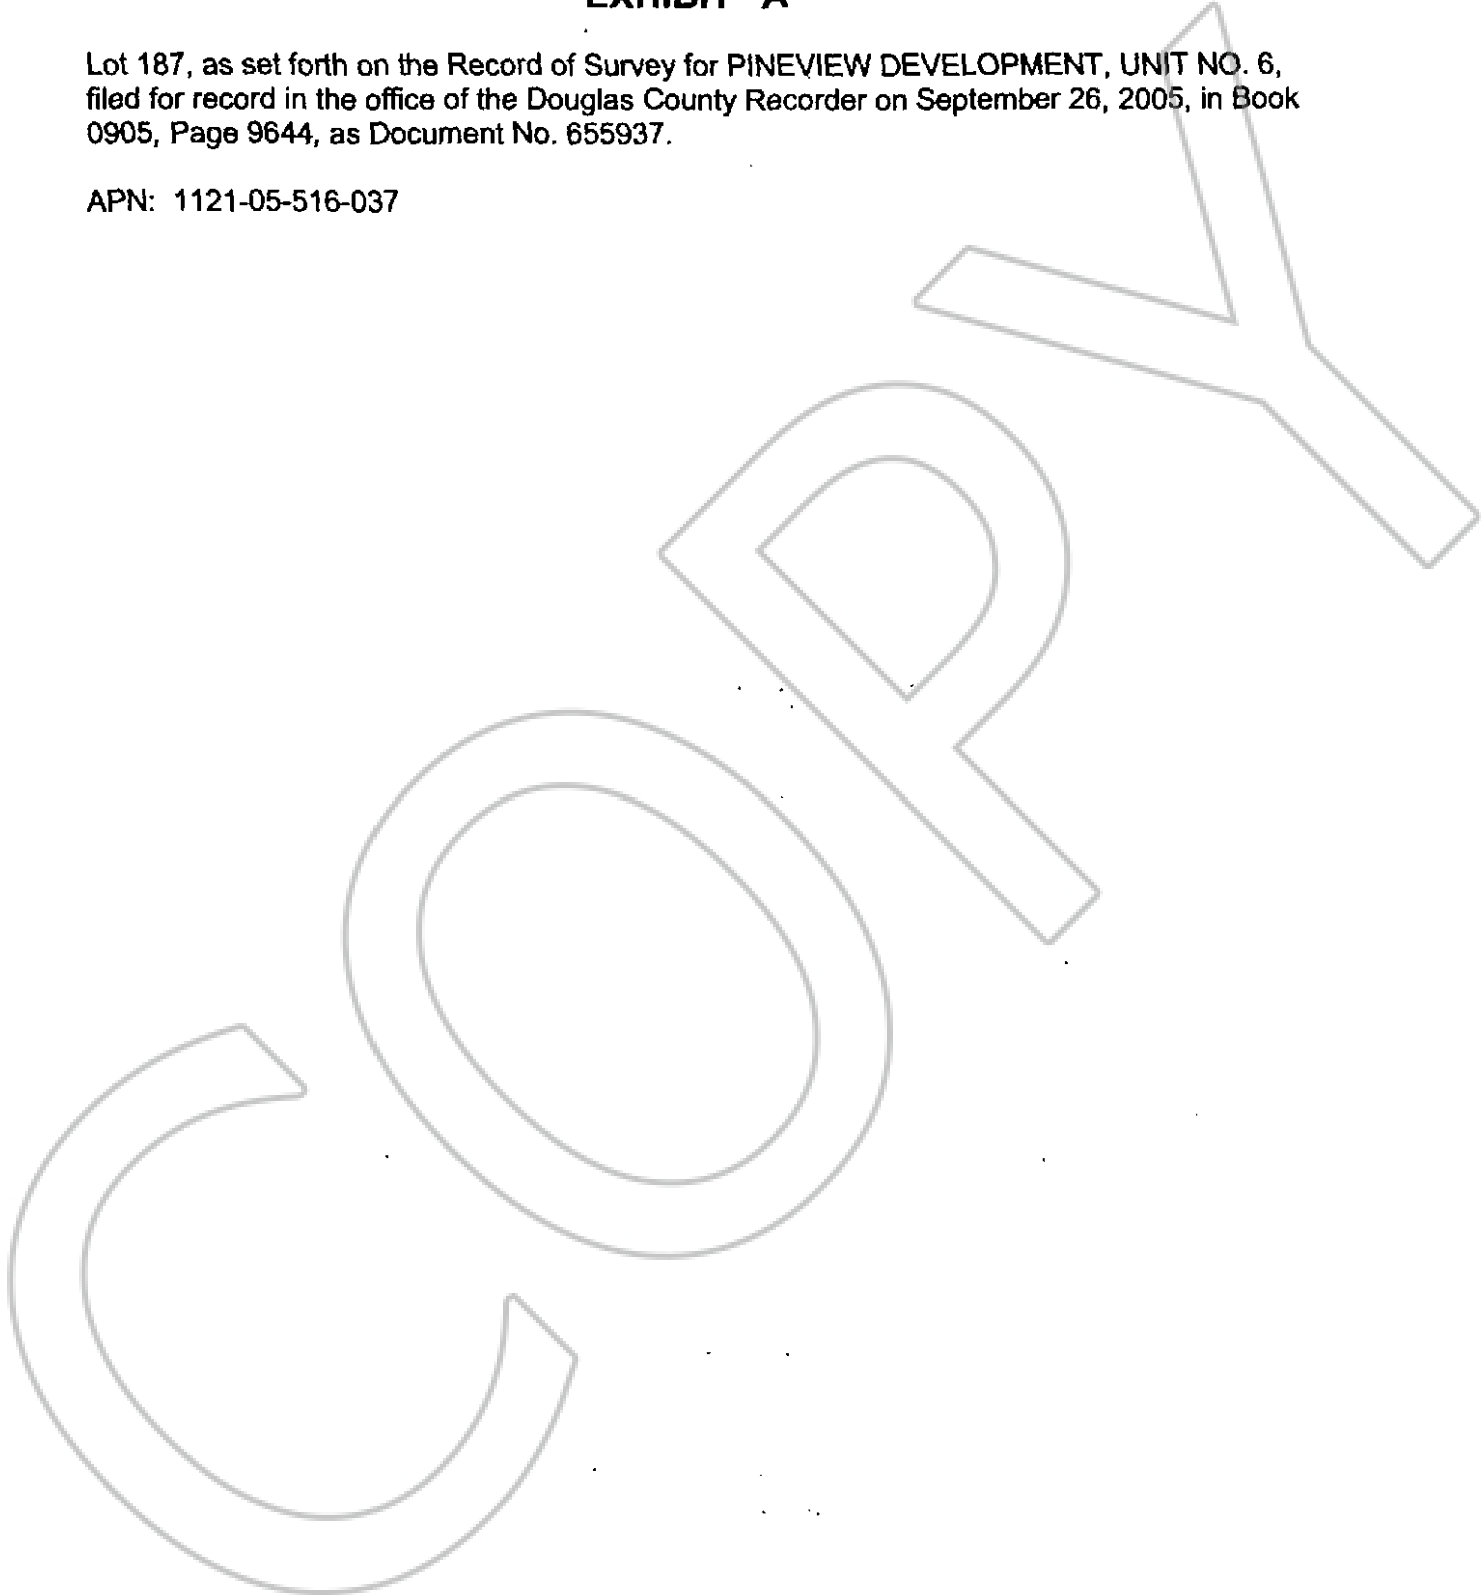 EXHIBIT "A"
Lot 187, as set forth on the Record of Survey for PINEVIEW DEVELOPMENT, UNIT NO. 6,
filed for record in the office of the Douglas County Recorder on September 26, 2005, in Book
0905, Page 9644, as Document No. 655937.
APN: 1121-05-516-037
COPY